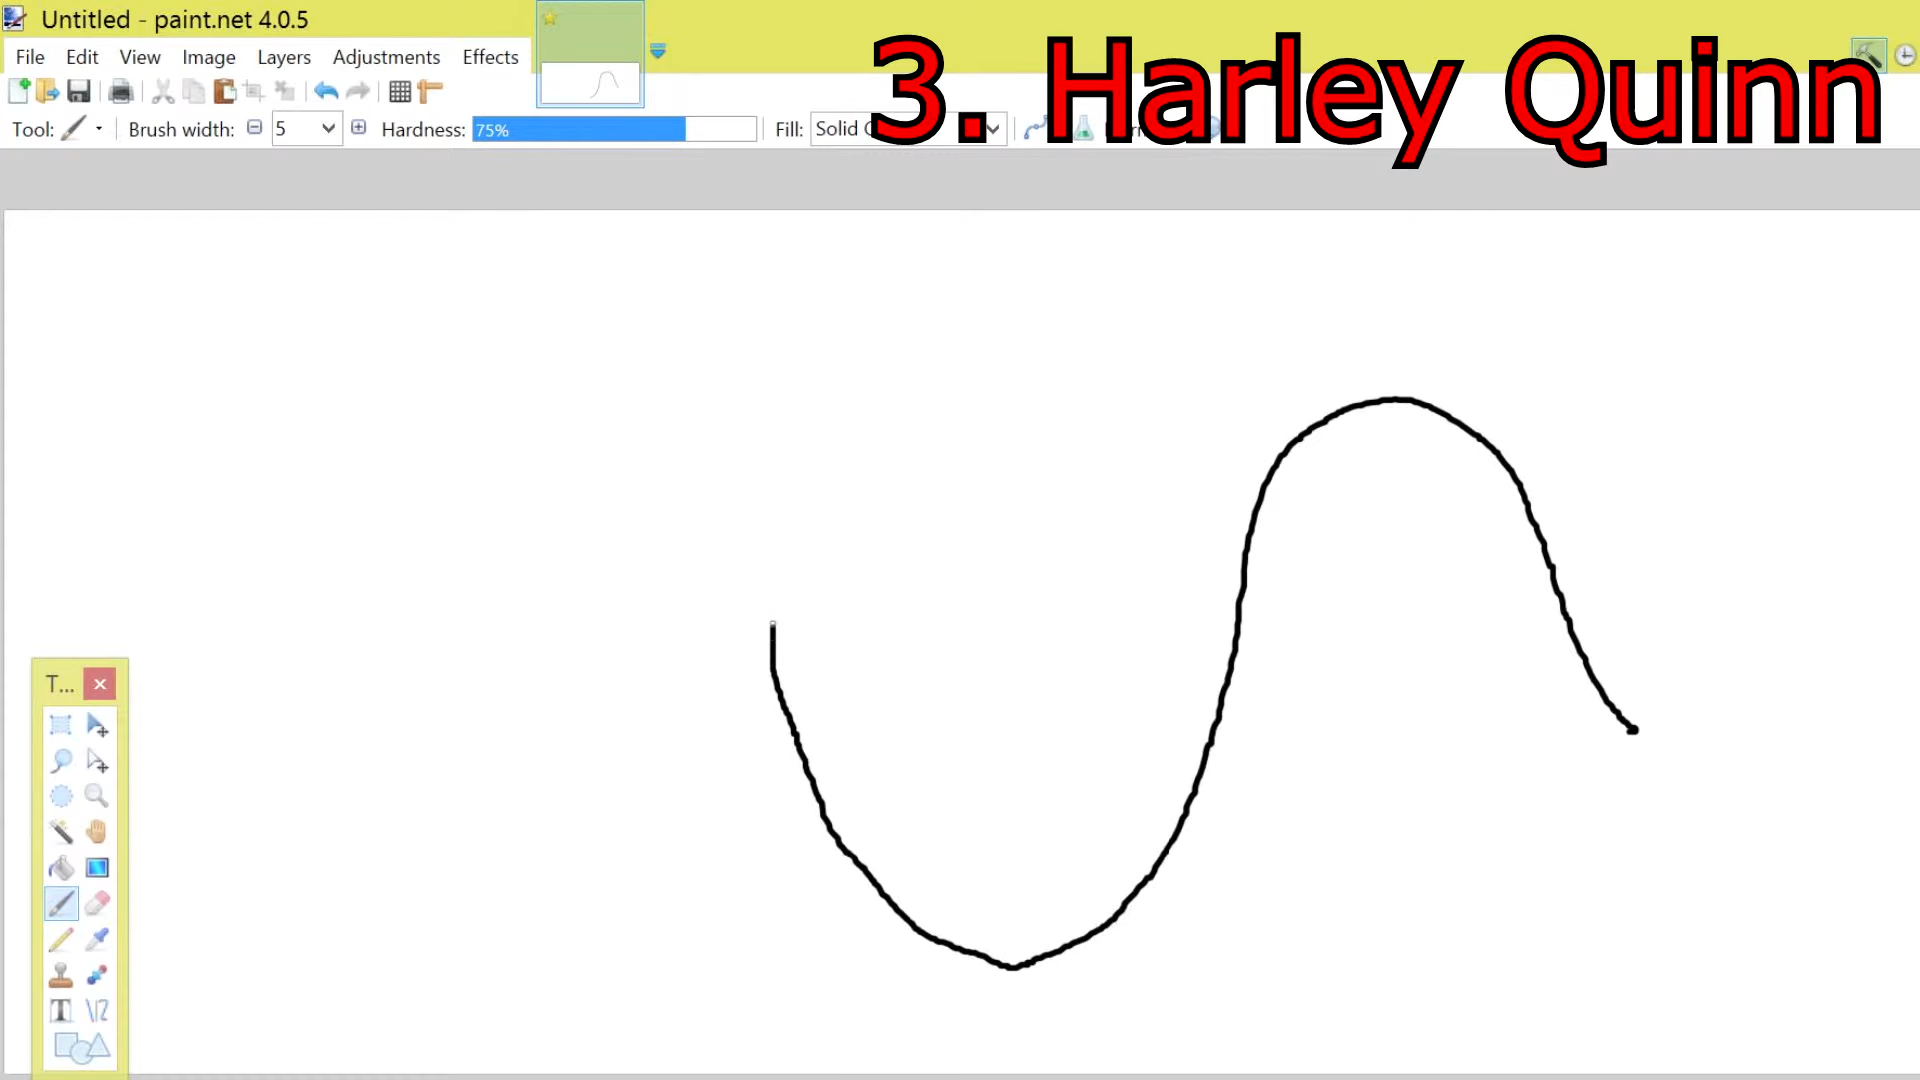 Untitled - paint.net 4.0.5
3. Harley Quinn
File Edit View Image Layers Adjustments Effects
Tool: Brush width: 5 Hardness: 75% Fill: Solid
T...